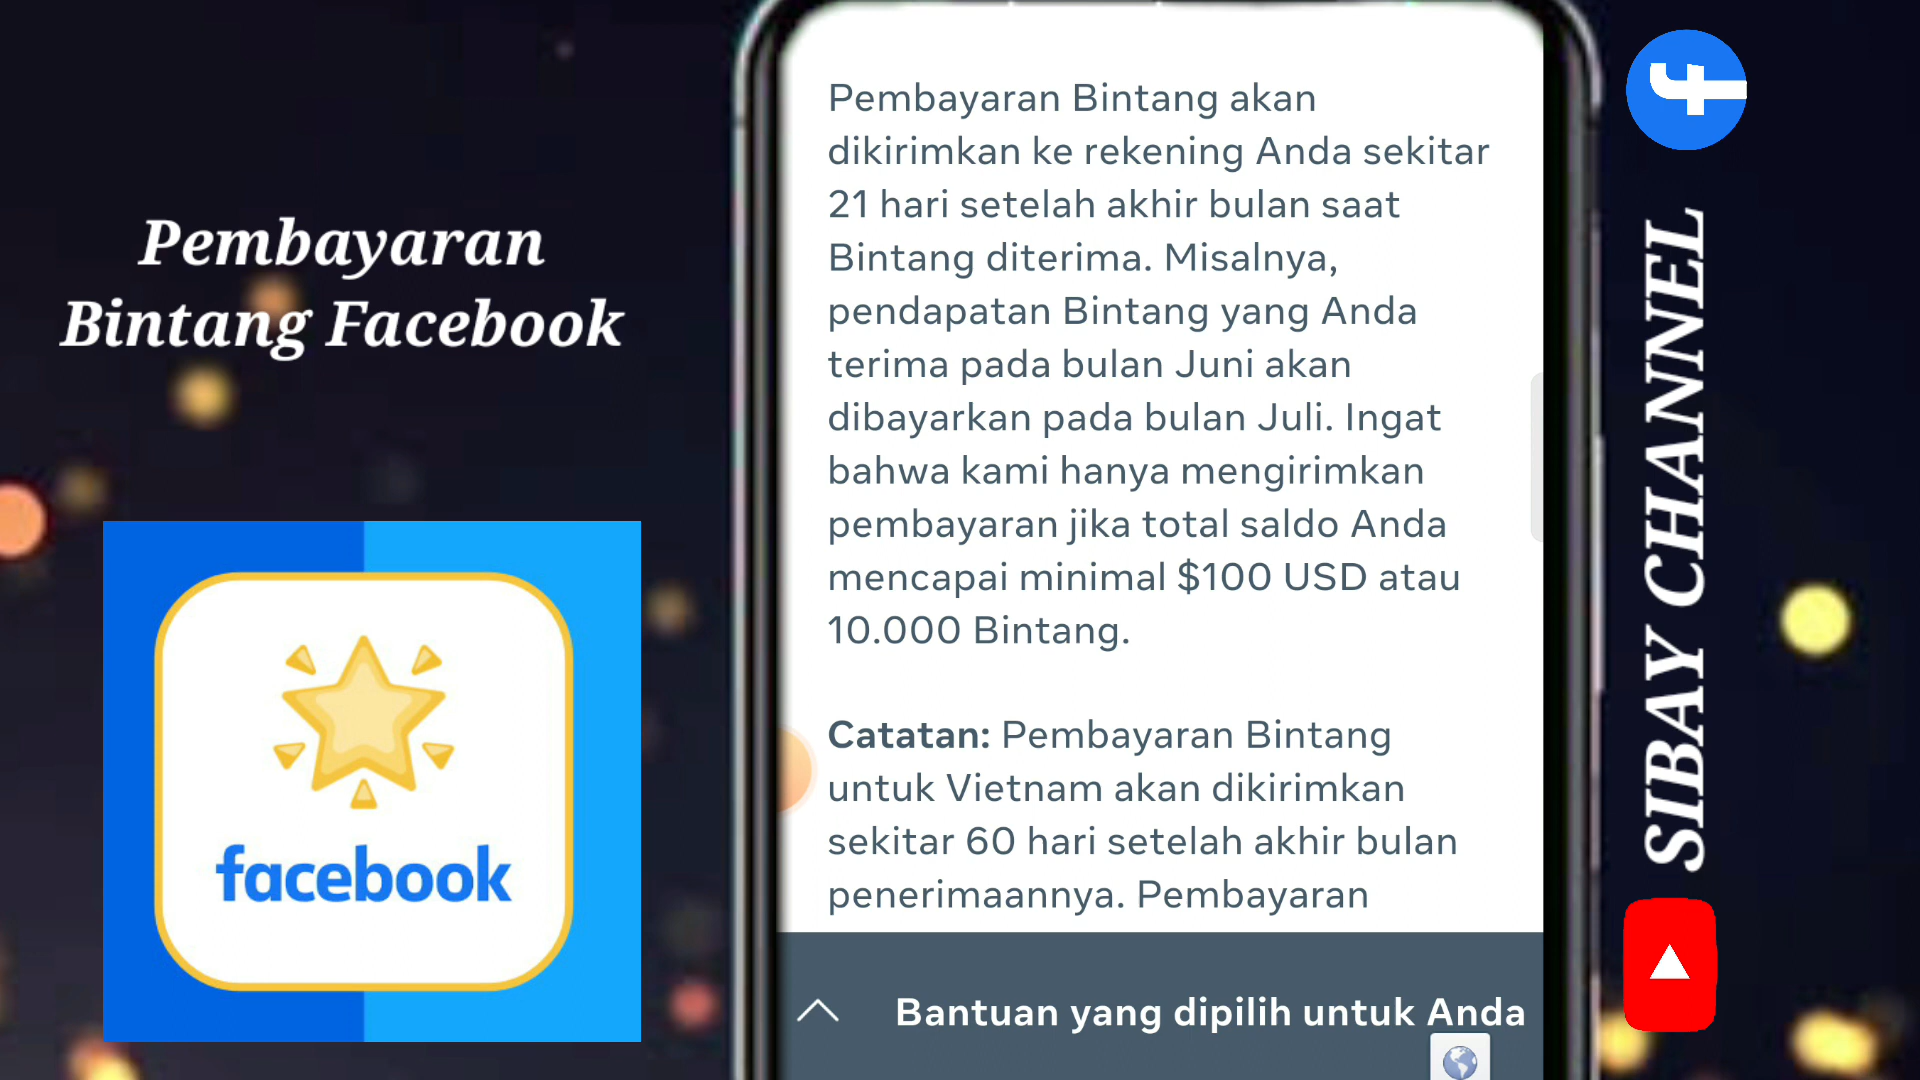 Pembayaran
Bintang Facebook
facebook
Pembayaran Bintang akan
dikirimkan ke rekening Anda sekitar
21 hari setelah akhir bulan saat
Bintang diterima. Misalnya,
pendapatan Bintang yang Anda
terima pada bulan Juni akan
dibayarkan pada bulan Juli. Ingat
bahwa kami hanya mengirimkan
pembayaran jika total saldo Anda
mencapai minimal $100 USD atau
10.000 Bintang.
Catatan: Pembayaran Bintang
untuk Vietnam akan dikirimkan
sekitar 60 hari setelah akhir bulan
penerimaannya. Pembayaran
Bantuan yang dipilih untuk Anda
SIBAY CHANNEL